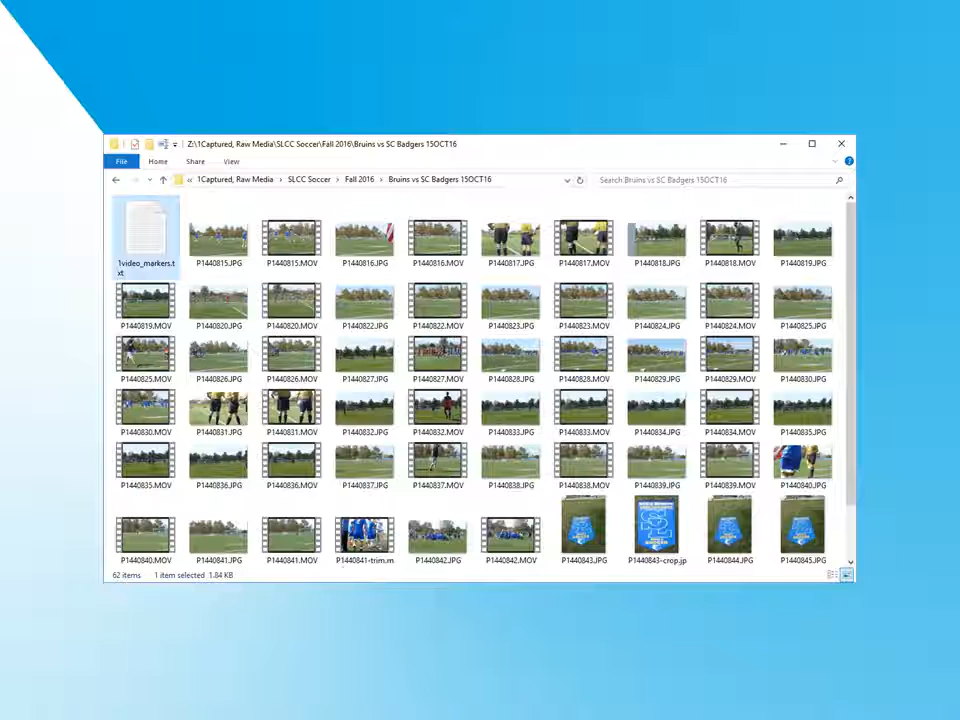 Z:\1Captured, Raw Media\SLCC Soccer\Fall 2016\Bruins vs SC Badgers 15OCT16
File Home Share View
« 1Captured, Raw Media > SLCC Soccer > Fall 2016 > Bruins vs SC Badgers 15OCT16 Search Bruins vs SC Badgers 15OCT16
1video_markers.t
xt
P1440815.JPG P1440815.MOV P1440816.JPG P1440816.MOV P1440817.JPG P1440817.MOV P1440818.JPG P1440818.MOV P1440819.JPG
P1440819.MOV P1440820.JPG P1440820.MOV P1440822.JPG P1440822.MOV P1440823.JPG P1440823.MOV P1440824.JPG P1440824.MOV P1440825.JPG
P1440825.MOV P1440826.JPG P1440826.MOV P1440827.JPG P1440827.MOV P1440828.JPG P1440828.MOV P1440829.JPG P1440829.MOV P1440830.JPG
P1440830.MOV P1440831.JPG P1440831.MOV P1440832.JPG P1440832.MOV P1440833.JPG P1440833.MOV P1440834.JPG P1440834.MOV P1440835.JPG
P1440835.MOV P1440836.JPG P1440836.MOV P1440837.JPG P1440837.MOV P1440838.JPG P1440838.MOV P1440839.JPG P1440839.MOV P1440840.JPG
P1440840.MOV P1440841.JPG P1440841.MOV P1440841-trim.m P1440842.JPG P1440842.MOV P1440843.JPG P1440843-crop.jp P1440844.JPG P1440845.JPG
62 items 1 item selected 1.84 KB